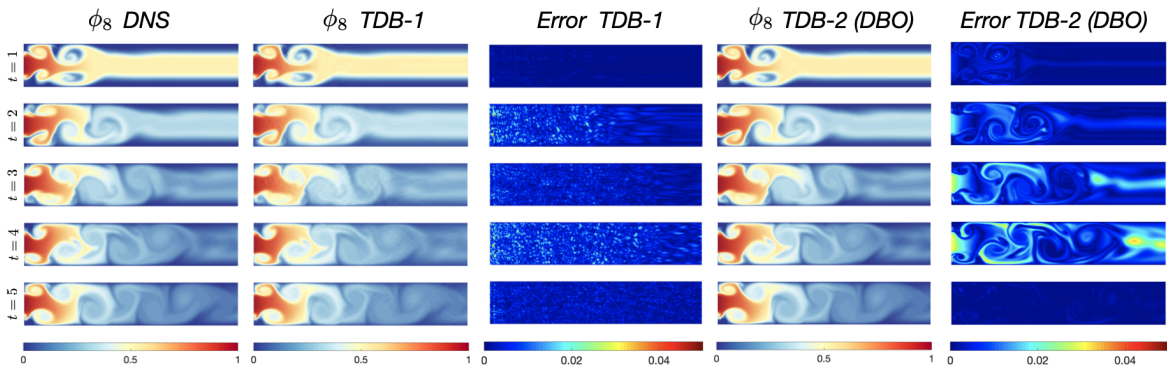 ϕ₈ DNS
ϕ₈ TDB-1
Error TDB-1
ϕ₈ TDB-2 (DBO)
Error TDB-2 (DBO)
t = 1
t = 2
t = 3
t = 4
t = 5
0 0.5 1
0 0.5 1
0 0.02 0.04
0 0.5 1
0 0.02 0.04